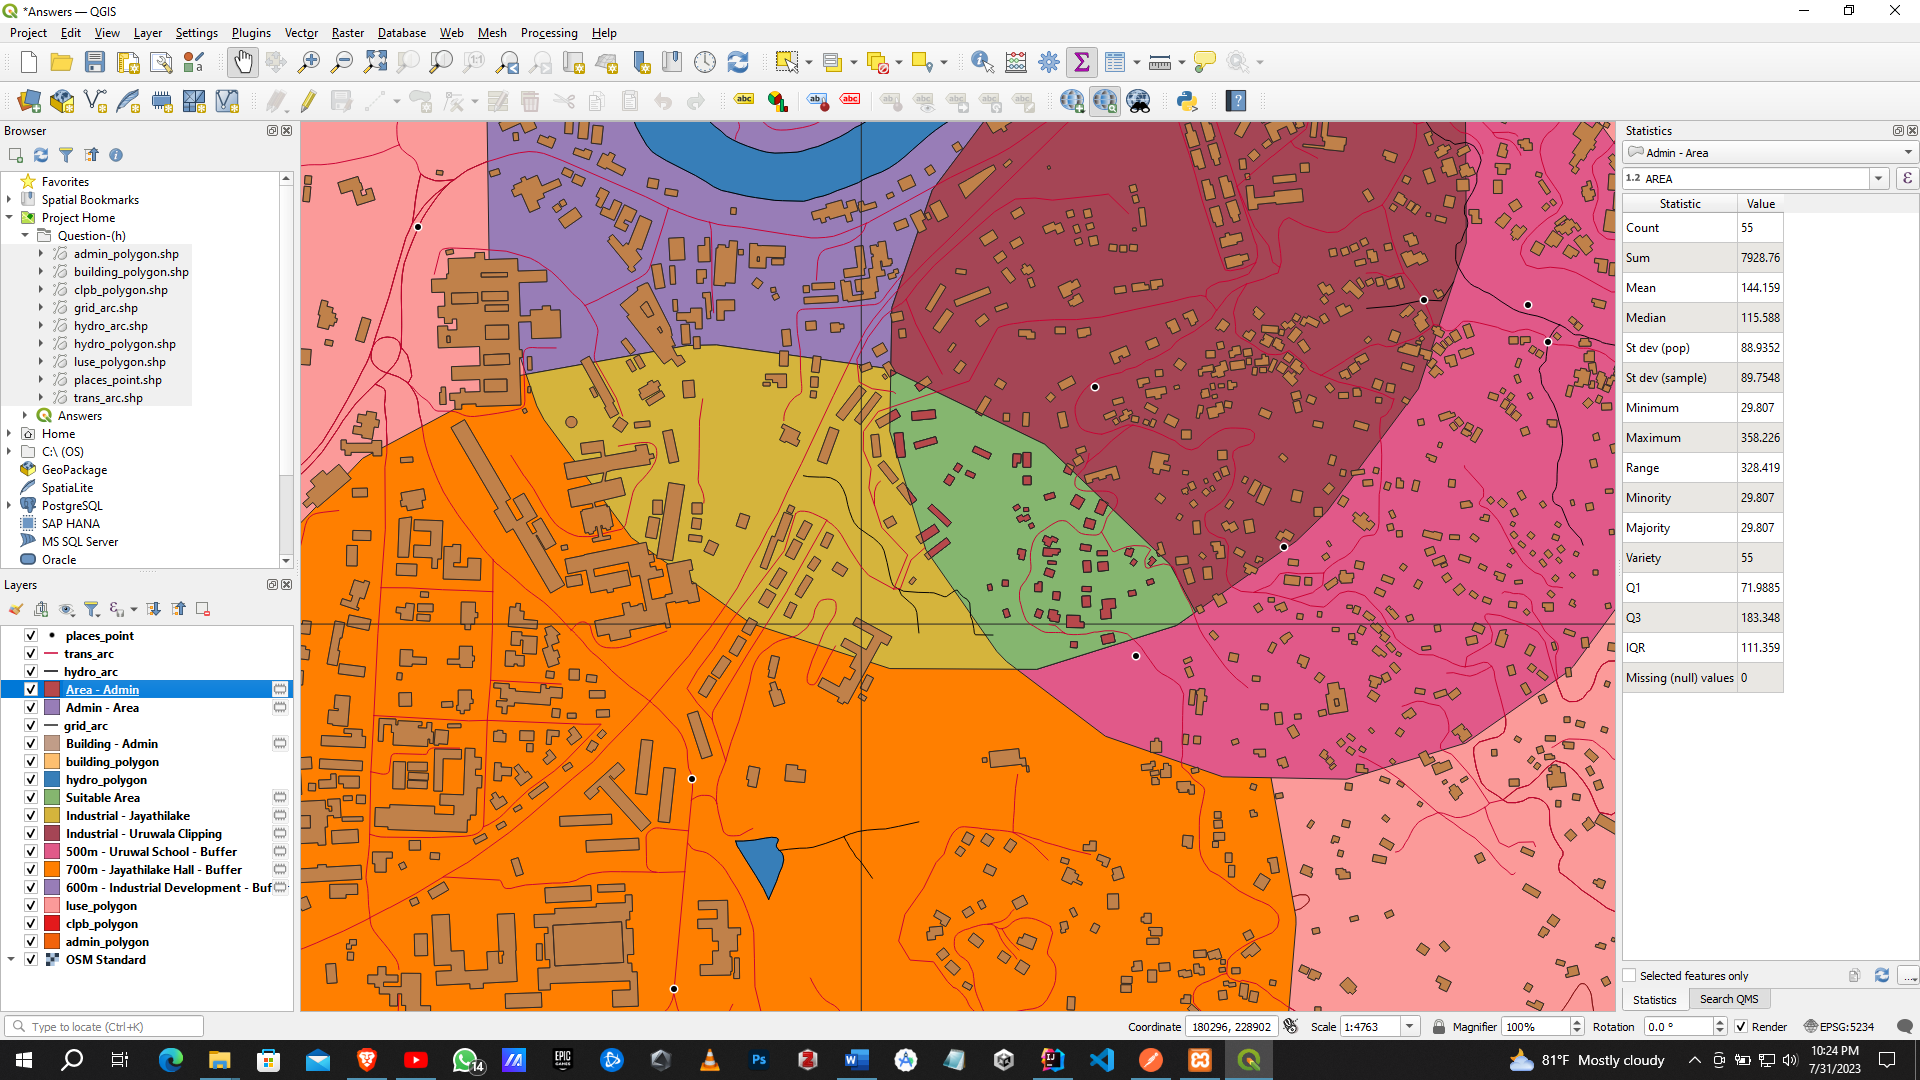 *Answers — QGIS
Project Edit View Layer Settings Plugins Vector Raster Database Web Mesh Processing Help
abc ab abc
Browser
Favorites
Spatial Bookmarks
Project Home
Question-(h)
admin_polygon.shp
building_polygon.shp
clpb_polygon.shp
grid_arc.shp
hydro_arc.shp
hydro_polygon.shp
luse_polygon.shp
places_point.shp
trans_arc.shp
Answers
Home
C:\ (OS)
GeoPackage
SpatiaLite
PostgreSQL
SAP HANA
MS SQL Server
Oracle
Layers
places_point
trans_arc
hydro_arc
Area - Admin
Admin - Area
grid_arc
Building - Admin
building_polygon
hydro_polygon
Suitable Area
Industrial - Jayathilake
Industrial - Uruwala Clipping
500m - Uruwal School - Buffer
700m - Jayathilake Hall - Buffer
600m - Industrial Development - Buf
luse_polygon
clpb_polygon
admin_polygon
OSM Standard
Statistics
Admin - Area
1.2 AREA
ε
Statistic Value
Count 55
Sum 7928.76
Mean 144.159
Median 115.588
St dev (pop) 88.9352
St dev (sample) 89.7548
Minimum 29.807
Maximum 358.226
Range 328.419
Minority 29.807
Majority 29.807
Variety 55
Q1 71.9885
Q3 183.348
IQR 111.359
Missing (null) values 0
Selected features only
...
Statistics Search QMS
Type to locate (Ctrl+K)
Coordinate 180296, 228902 Scale 1:4763 Magnifier 100% Rotation 0.0 ° Render EPSG:5234
14
EPIC GAMES
Ps
W
81°F Mostly cloudy
10:24 PM
7/31/2023